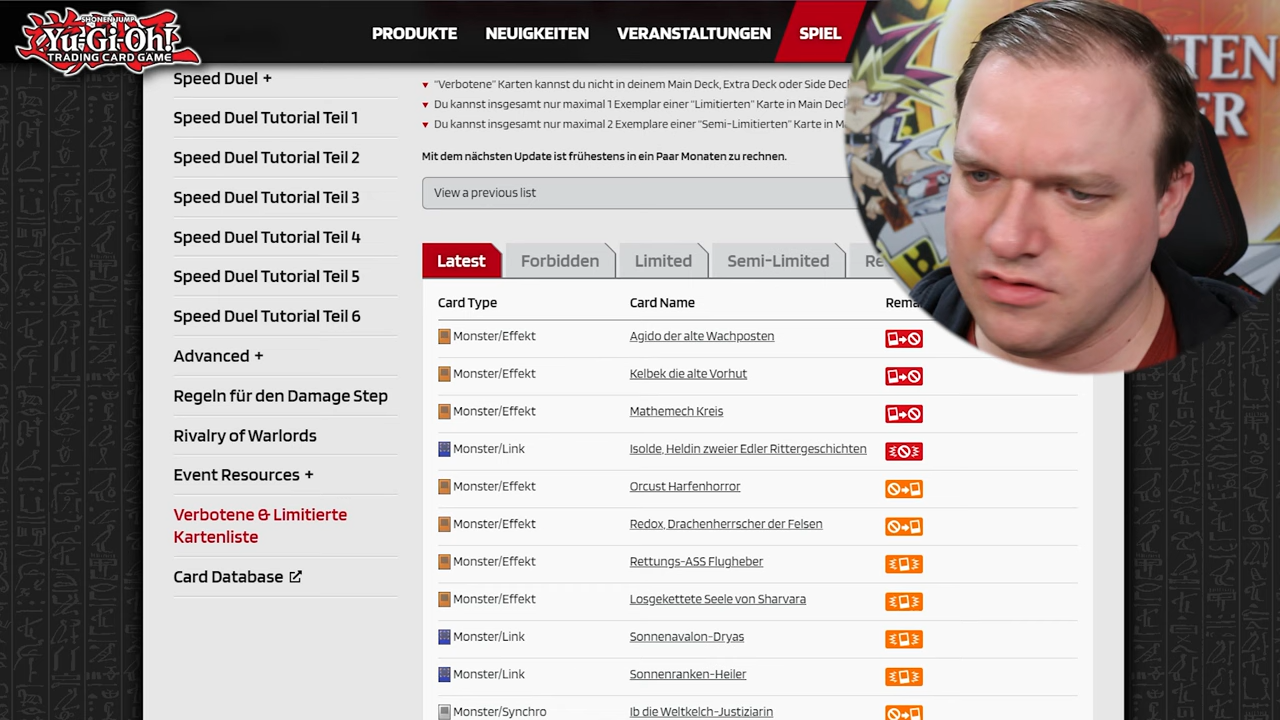 SHONEN JUMP
Yu-Gi-Oh!
TRADING CARD GAME
PRODUKTE
NEUIGKEITEN
VERANSTALTUNGEN
SPIEL
TEN
ER
Speed Duel +
Speed Duel Tutorial Teil 1
Speed Duel Tutorial Teil 2
Speed Duel Tutorial Teil 3
Speed Duel Tutorial Teil 4
Speed Duel Tutorial Teil 5
Speed Duel Tutorial Teil 6
Advanced +
Regeln für den Damage Step
Rivalry of Warlords
Event Resources +
Verbotene & Limitierte
Kartenliste
Card Database
"Verbotene" Karten kannst du nicht in deinem Main Deck, Extra Deck oder Side Dec
Du kannst insgesamt nur maximal 1 Exemplar einer "Limitierten" Karte in Main Deck
Du kannst insgesamt nur maximal 2 Exemplare einer "Semi-Limitierten" Karte in M
Mit dem nächsten Update ist frühestens in ein Paar Monaten zu rechnen.
View a previous list
Latest
Forbidden
Limited
Semi-Limited
Re
Card Type Card Name Rema
Monster/Effekt Agido der alte Wachposten
Monster/Effekt Kelbek die alte Vorhut
Monster/Effekt Mathemech Kreis
Monster/Link Isolde, Heldin zweier Edler Rittergeschichten
Monster/Effekt Orcust Harfenhorror
Monster/Effekt Redox, Drachenherrscher der Felsen
Monster/Effekt Rettungs-ASS Flugheber
Monster/Effekt Losgekettete Seele von Sharvara
Monster/Link Sonnenavalon-Dryas
Monster/Link Sonnenranken-Heiler
Monster/Synchro Ib die Weltkelch-Justiziarin